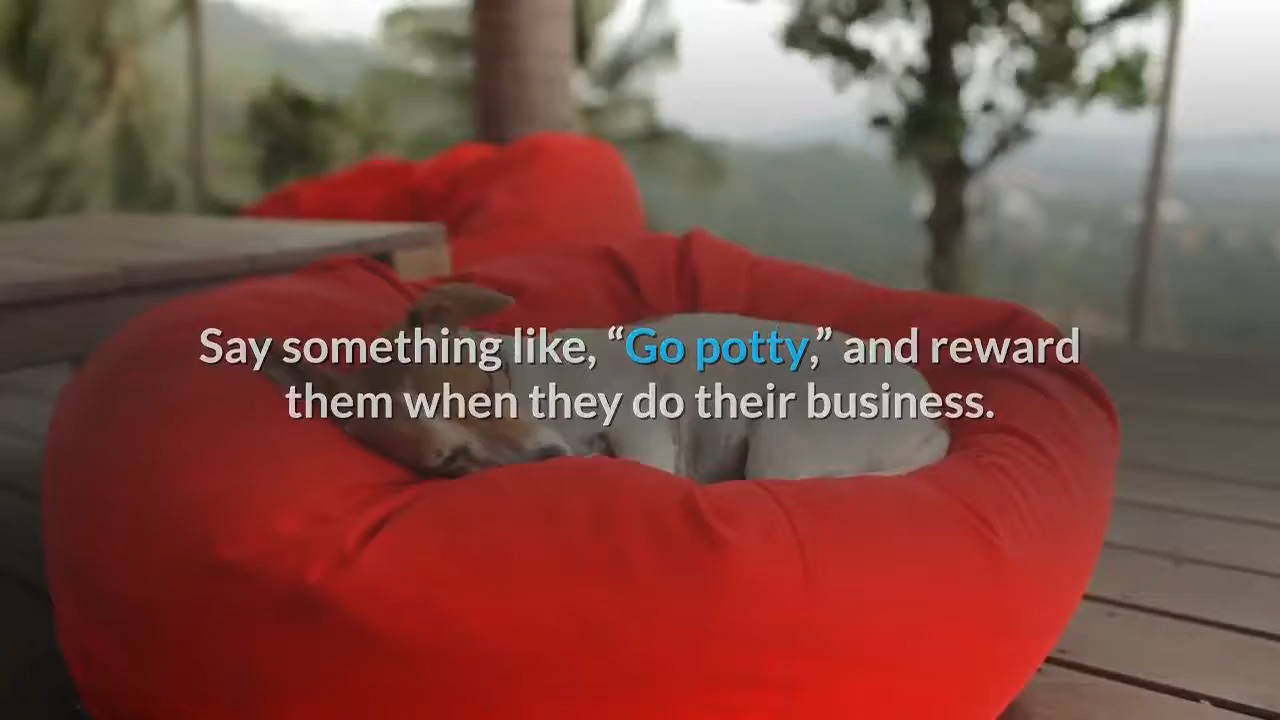 Say something like, “Go potty,” and reward
them when they do their business.